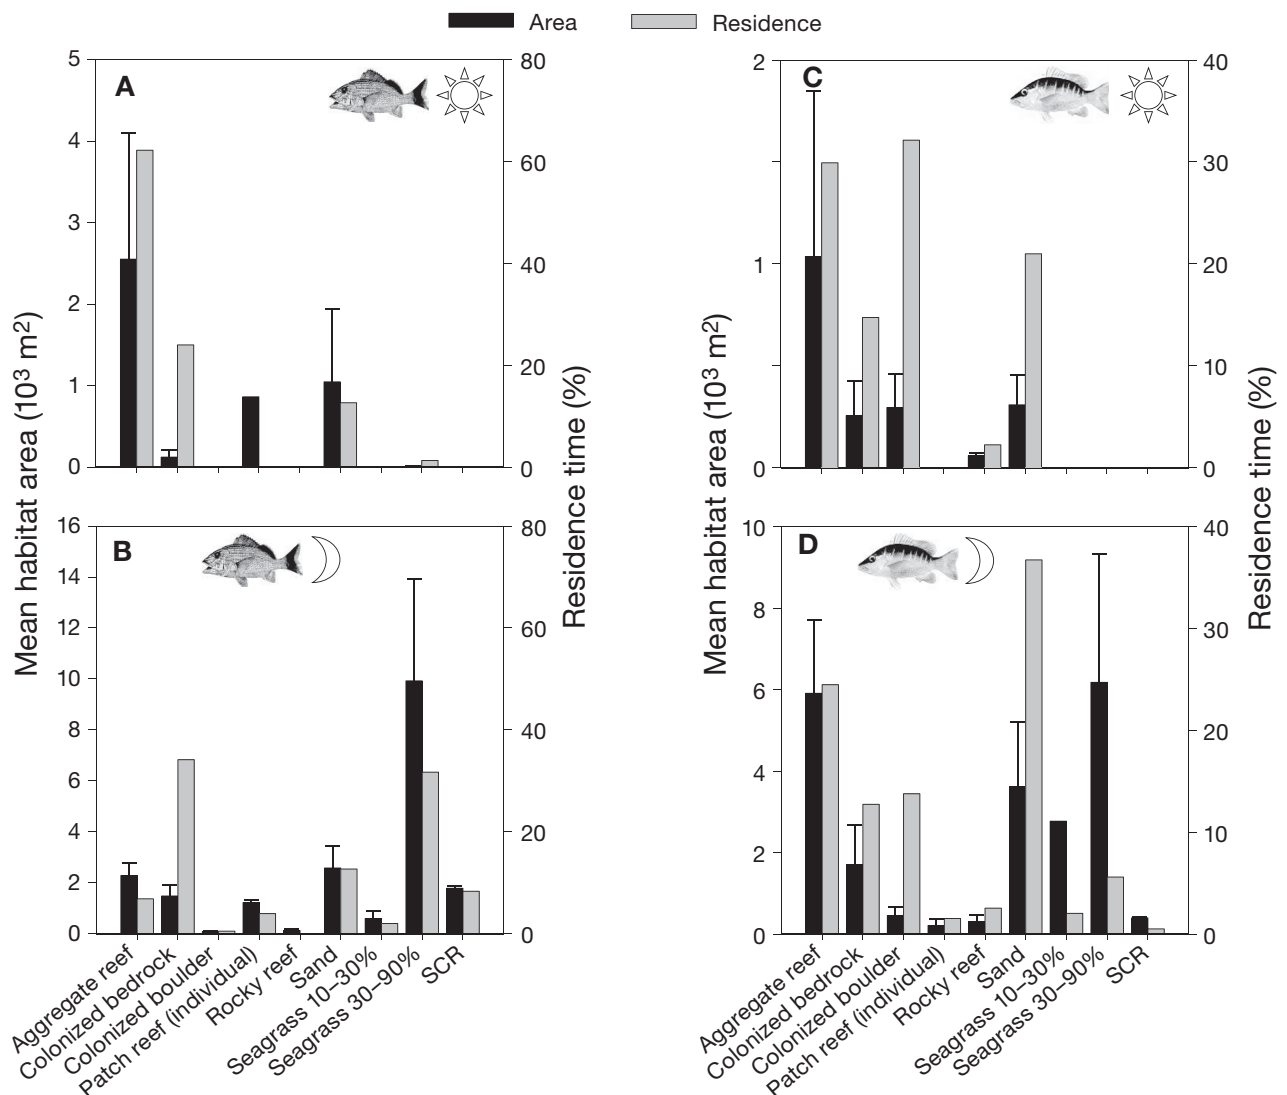 Area Residence
A
5
4
3
2
1
0
80
60
40
20
0
C
2
1
0
40
30
20
10
0
B
16
14
12
10
8
6
4
2
0
80
60
40
20
0
D
10
8
6
4
2
0
40
30
20
10
0
Mean habitat area (10³ m²)
Residence time (%)
Mean habitat area (10³ m²)
Residence time (%)
Aggregate reef
Colonized bedrock
Colonized boulder
Patch reef (individual)
Rocky reef
Sand
Seagrass 10–30%
Seagrass 30–90%
SCR
Aggregate reef
Colonized bedrock
Colonized boulder
Patch reef (individual)
Rocky reef
Sand
Seagrass 10–30%
Seagrass 30–90%
SCR